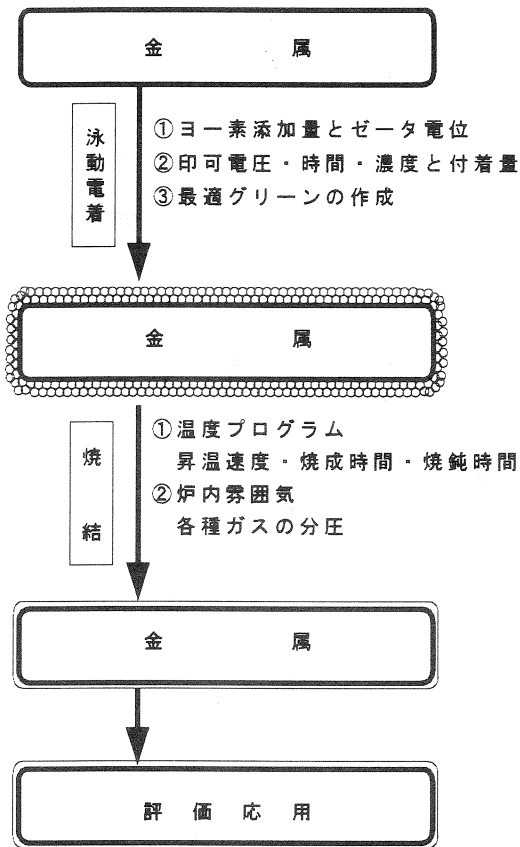 金属
泳動電着
①ヨー素添加量とゼータ電位
②印可電圧・時間・濃度と付着量
③最適グリーンの作成
金属
焼結
①温度プログラム
昇温速度・焼成時間・焼鈍時間
②炉内雰囲気
各種ガスの分圧
金属
評価応用